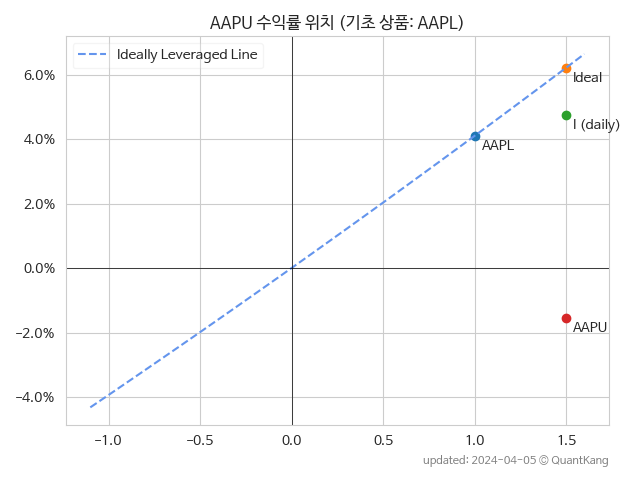 AAPU 수익률 위치 (기초 상품: AAPL)
Ideally Leveraged Line
6.0%
Ideal
I (daily)
4.0%
AAPL
2.0%
0.0%
−2.0%
AAPU
−4.0%
−1.0
−0.5
0.0
0.5
1.0
1.5
updated: 2024-04-05 © QuantKang